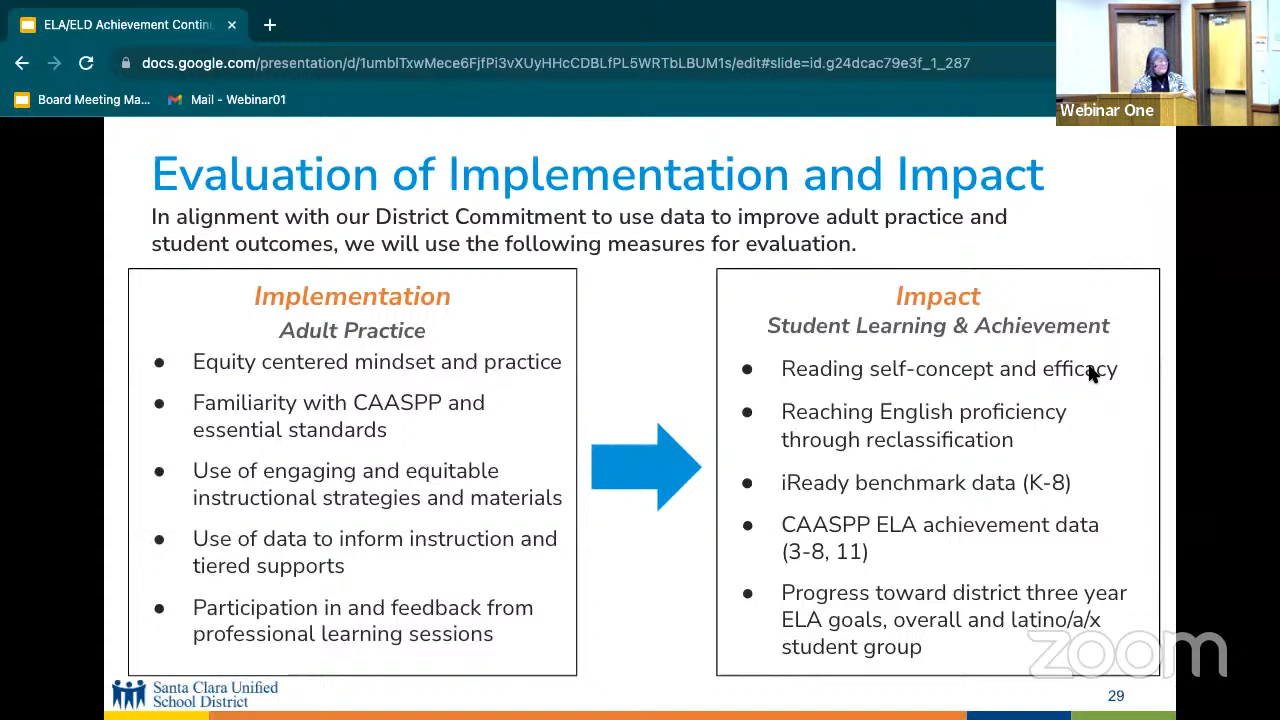 ELA/ELD Achievement Contin
docs.google.com/presentation/d/1umblTxwMece6FjfPi3vXUyHHcCDBLfPL5WRTbLBUM1s/edit#slide=id.g24dcac79e3f_1_287
Board Meeting Ma...
Mail - Webinar01
Webinar One
Evaluation of Implementation and Impact
In alignment with our District Commitment to use data to improve adult practice and
student outcomes, we will use the following measures for evaluation.
Implementation
Adult Practice
● Equity centered mindset and practice
● Familiarity with CAASPP and
essential standards
● Use of engaging and equitable
instructional strategies and materials
● Use of data to inform instruction and
tiered supports
● Participation in and feedback from
professional learning sessions
Impact
Student Learning & Achievement
● Reading self-concept and efficacy
● Reaching English proficiency
through reclassification
● iReady benchmark data (K-8)
● CAASPP ELA achievement data
(3-8, 11)
● Progress toward district three year
ELA goals, overall and latino/a/x
student group
zoom
Santa Clara Unified
School District
29